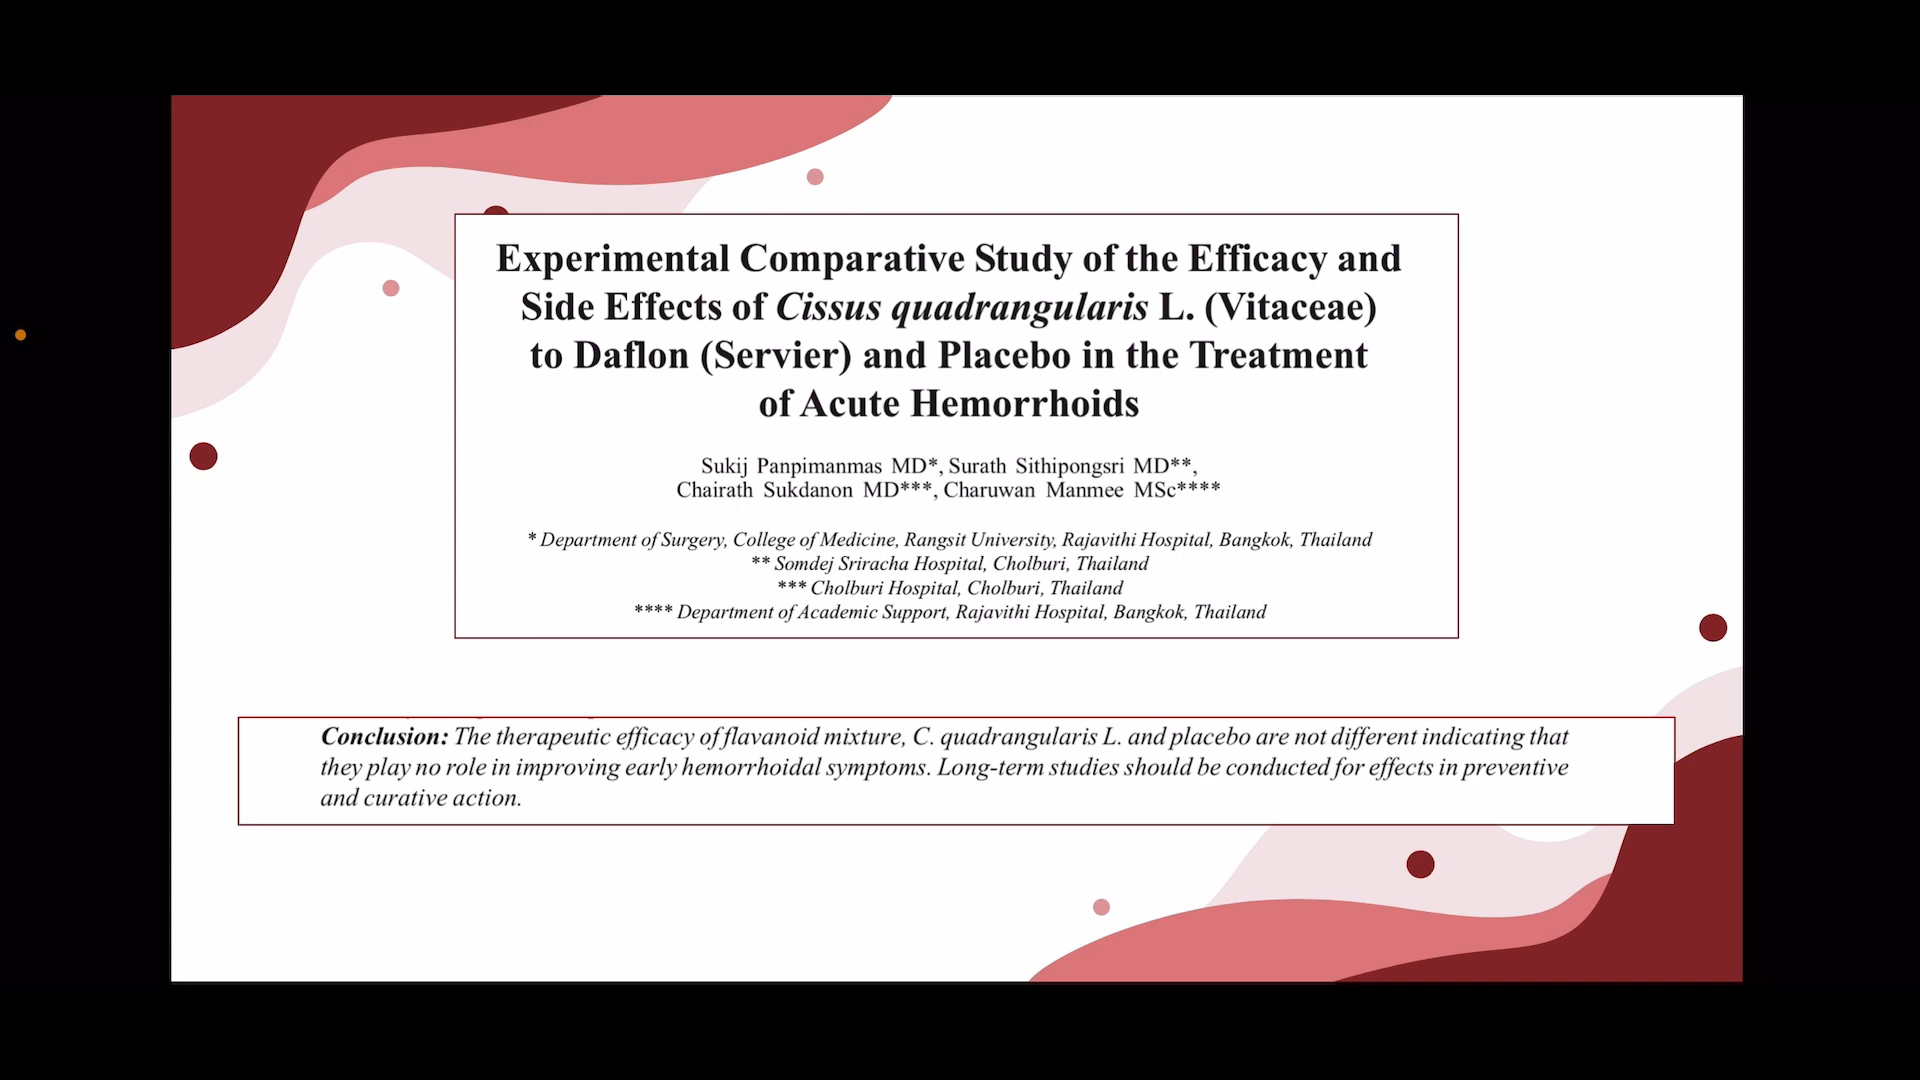 Experimental Comparative Study of the Efficacy and
Side Effects of Cissus quadrangularis L. (Vitaceae)
to Daflon (Servier) and Placebo in the Treatment
of Acute Hemorrhoids
Sukij Panpimanmas MD*, Surath Sithipongsri MD**,
Chairath Sukdanon MD***, Charuwan Manmee MSc****
* Department of Surgery, College of Medicine, Rangsit University, Rajavithi Hospital, Bangkok, Thailand
** Somdej Sriracha Hospital, Cholburi, Thailand
*** Cholburi Hospital, Cholburi, Thailand
**** Department of Academic Support, Rajavithi Hospital, Bangkok, Thailand
Conclusion: The therapeutic efficacy of flavanoid mixture, C. quadrangularis L. and placebo are not different indicating that
they play no role in improving early hemorrhoidal symptoms. Long-term studies should be conducted for effects in preventive
and curative action.